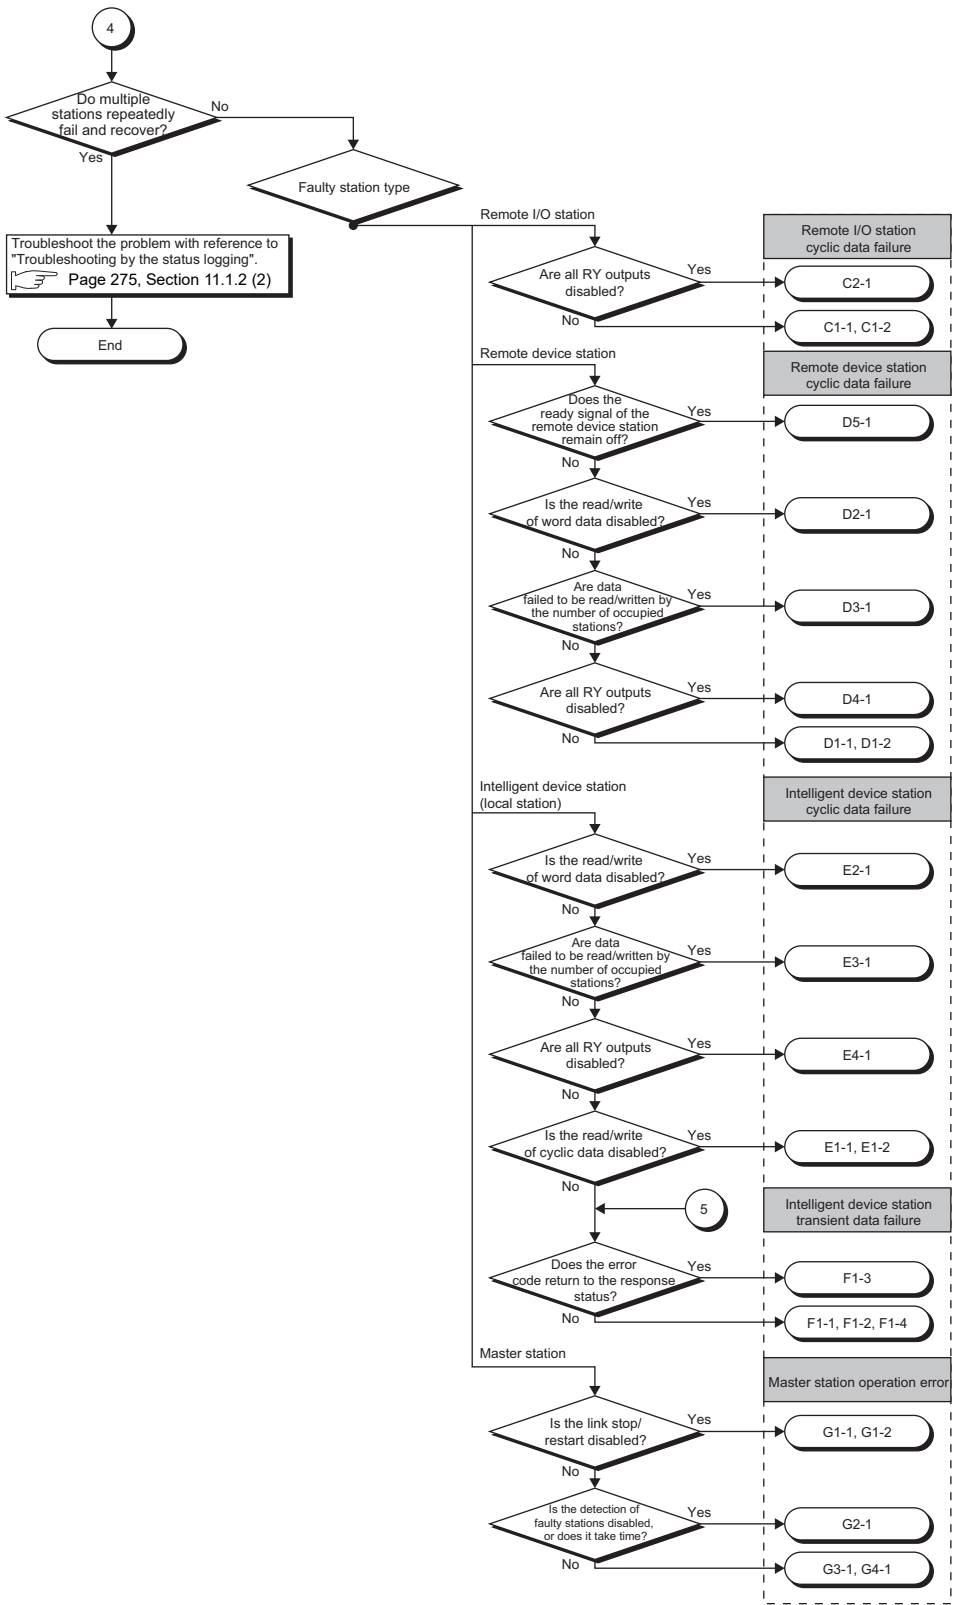 4
Do multiple
stations repeatedly
fail and recover?
No
Yes
Faulty station type
Troubleshoot the problem with reference to
"Troubleshooting by the status logging".
Page 275, Section 11.1.2 (2)
End
Remote I/O station
Remote I/O station
cyclic data failure
Are all RY outputs
disabled?
Yes
C2-1
No
C1-1, C1-2
Remote device station
Remote device station
cyclic data failure
Does the
ready signal of the
remote device station
remain off?
Yes
D5-1
No
Is the read/write
of word data disabled?
Yes
D2-1
No
Are data
failed to be read/written by
the number of occupied
stations?
Yes
D3-1
No
Are all RY outputs
disabled?
Yes
D4-1
No
D1-1, D1-2
Intelligent device station
(local station)
Intelligent device station
cyclic data failure
Is the read/write
of word data disabled?
Yes
E2-1
No
Are data
failed to be read/written by
the number of occupied
stations?
Yes
E3-1
No
Are all RY outputs
disabled?
Yes
E4-1
No
Is the read/write
of cyclic data disabled?
Yes
E1-1, E1-2
No
5
Intelligent device station
transient data failure
Does the error
code return to the response
status?
Yes
F1-3
No
F1-1, F1-2, F1-4
Master station
Master station operation error
Is the link stop/
restart disabled?
Yes
G1-1, G1-2
No
Is the detection of
faulty stations disabled,
or does it take time?
Yes
G2-1
No
G3-1, G4-1